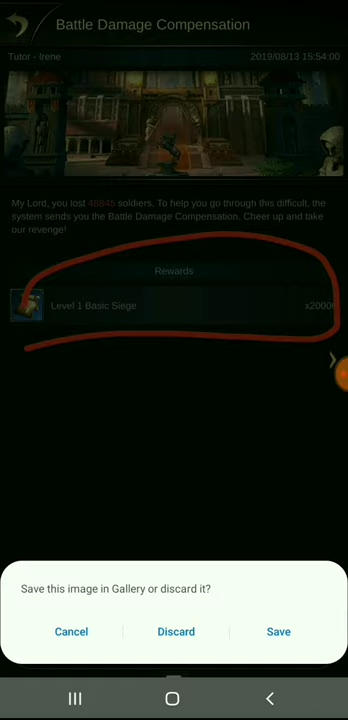 Battle Damage Compensation
Tutor - Irene 2019/08/13 15:54:00
My Lord, you lost 48845 soldiers. To help you go through this difficult, the
system sends you the Battle Damage Compensation. Cheer up and take
our revenge!
Rewards
Level 1 Basic Siege x20000
Save this image in Gallery or discard it?
Cancel Discard Save